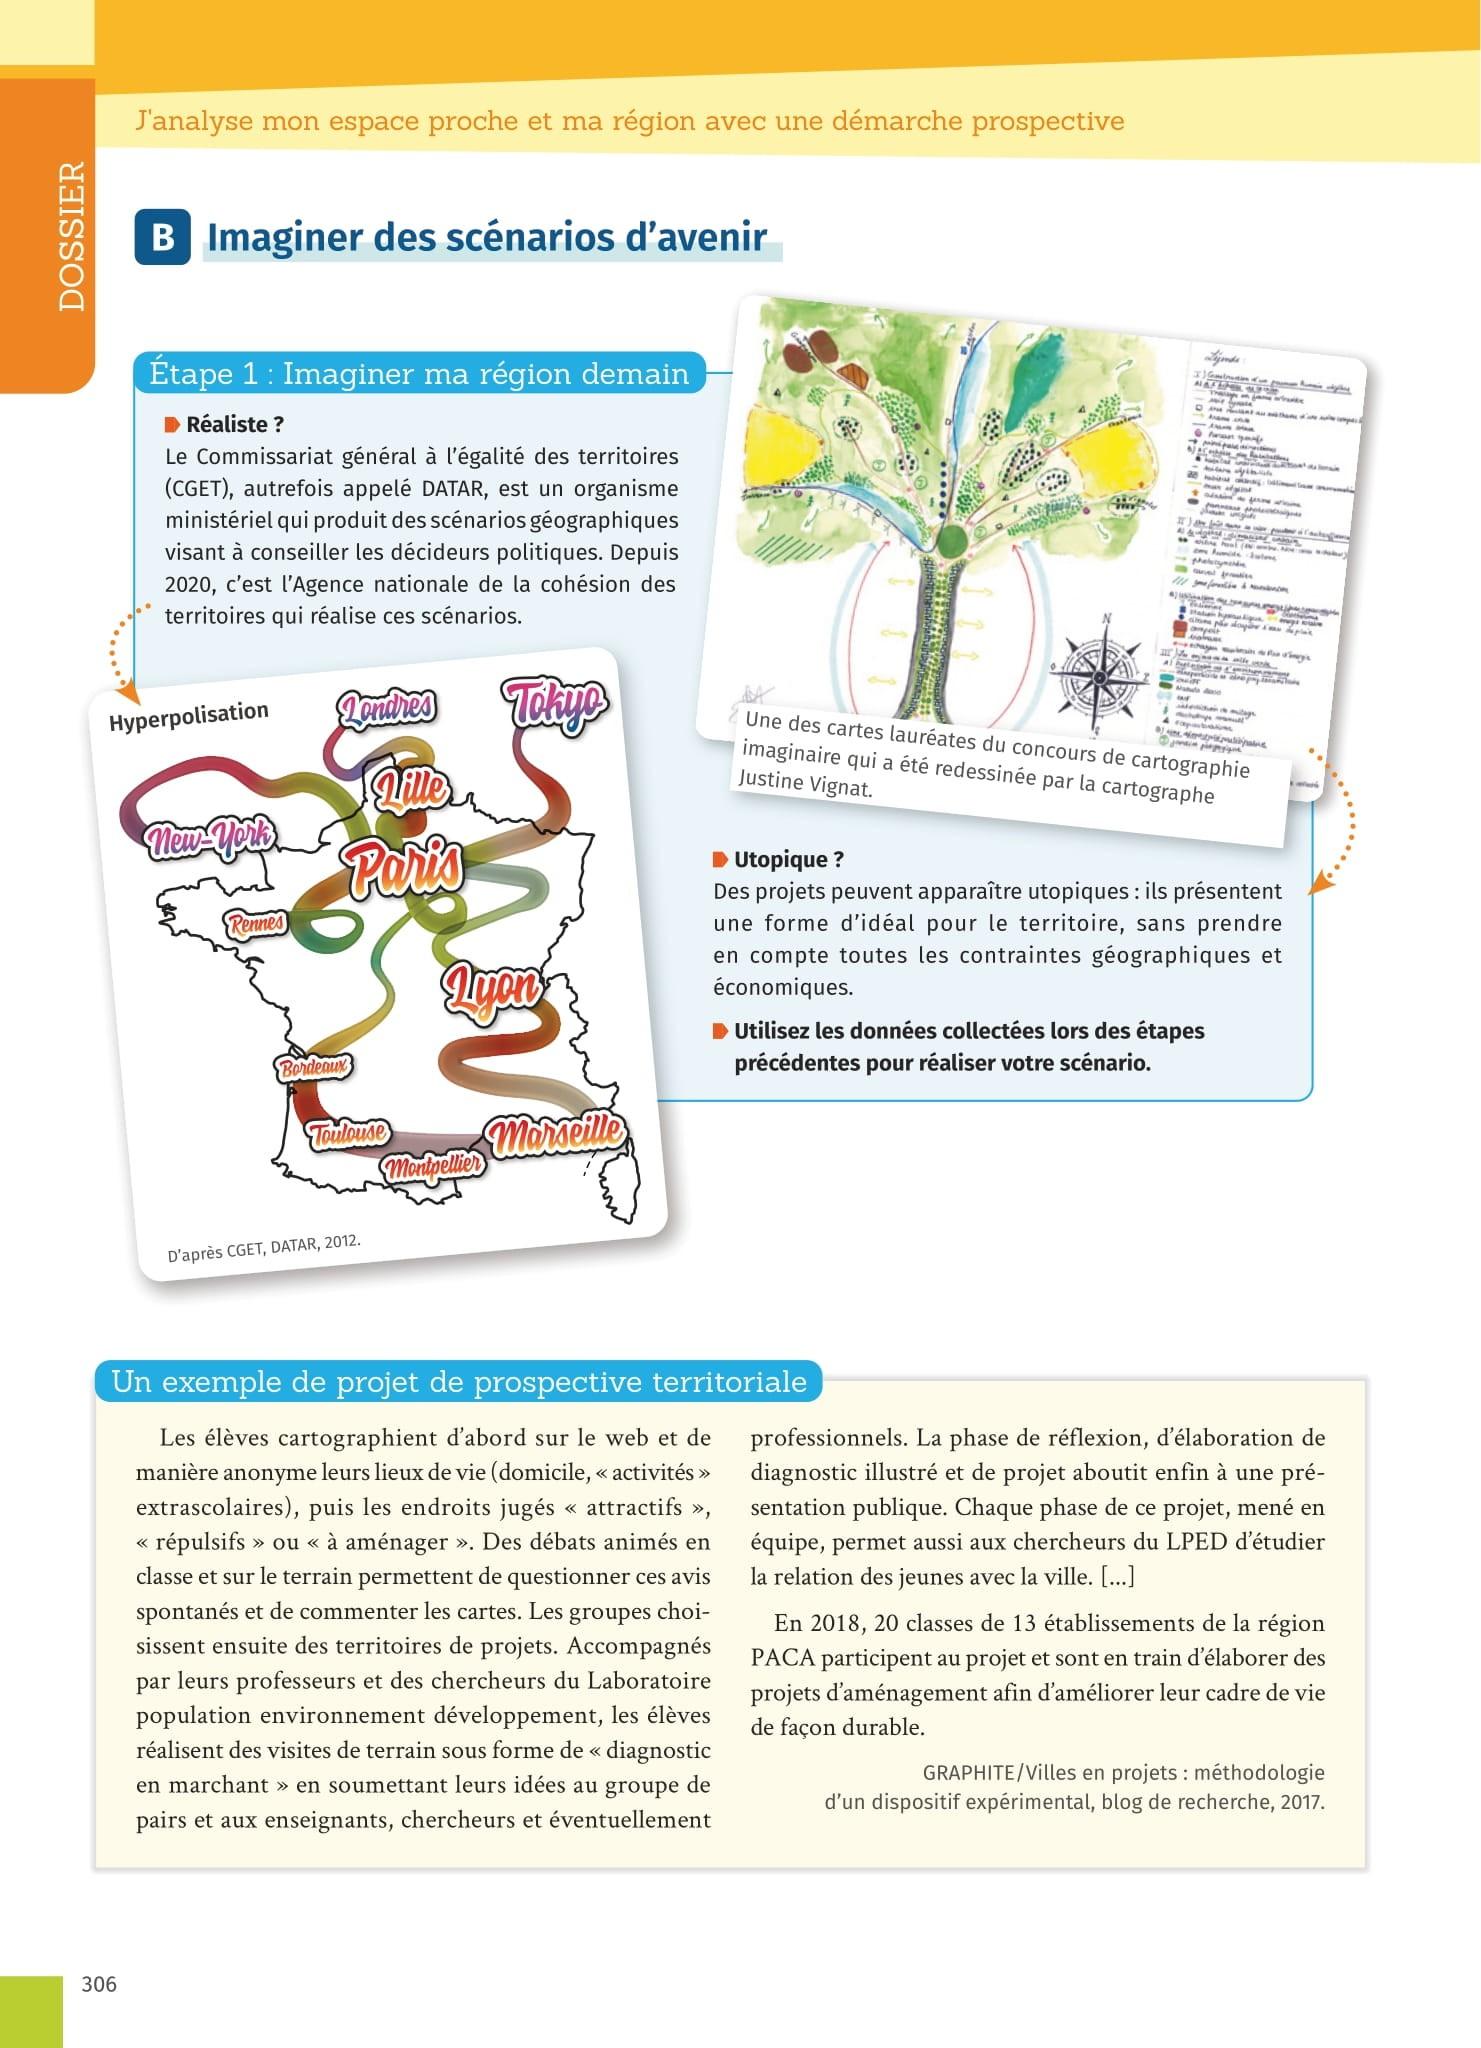 J'analyse mon espace proche et ma région avec une démarche prospective
DOSSIER
B Imaginer des scénarios d'avenir
Étape 1 : Imaginer ma région demain
Réaliste ?
Le Commissariat général à l'égalité des territoires
(CGET), autrefois appelé DATAR, est un organisme
ministériel qui produit des scénarios géographiques
visant à conseiller les décideurs politiques. Depuis
2020, c'est l'Agence nationale de la cohésion des
territoires qui réalise ces scénarios.
Hyperpolisation
Londres
Tokyo
Lille
New-York
Paris
Rennes
Lyon
Bordeaux
Toulouse
Marseille
Montpellier
D'après CGET, DATAR, 2012.
Légende :
N
Une des cartes lauréates du concours de cartographie
imaginaire qui a été redessinée par la cartographe
Justine Vignat.
Utopique ?
Des projets peuvent apparaître utopiques : ils présentent
une forme d'idéal pour le territoire, sans prendre
en compte toutes les contraintes géographiques et
économiques.
Utilisez les données collectées lors des étapes
précédentes pour réaliser votre scénario.
Un exemple de projet de prospective territoriale
Les élèves cartographient d'abord sur le web et de
manière anonyme leurs lieux de vie (domicile, « activités »
extrascolaires), puis les endroits jugés « attractifs »,
« répulsifs » ou « à aménager ». Des débats animés en
classe et sur le terrain permettent de questionner ces avis
spontanés et de commenter les cartes. Les groupes choi-
sissent ensuite des territoires de projets. Accompagnés
par leurs professeurs et des chercheurs du Laboratoire
population environnement développement, les élèves
réalisent des visites de terrain sous forme de « diagnostic
en marchant » en soumettant leurs idées au groupe de
pairs et aux enseignants, chercheurs et éventuellement
professionnels. La phase de réflexion, d'élaboration de
diagnostic illustré et de projet aboutit enfin à une pré-
sentation publique. Chaque phase de ce projet, mené en
équipe, permet aussi aux chercheurs du LPED d'étudier
la relation des jeunes avec la ville. [...]
En 2018, 20 classes de 13 établissements de la région
PACA participent au projet et sont en train d'élaborer des
projets d'aménagement afin d'améliorer leur cadre de vie
de façon durable.
GRAPHITE/Villes en projets : méthodologie
d'un dispositif expérimental, blog de recherche, 2017.
306